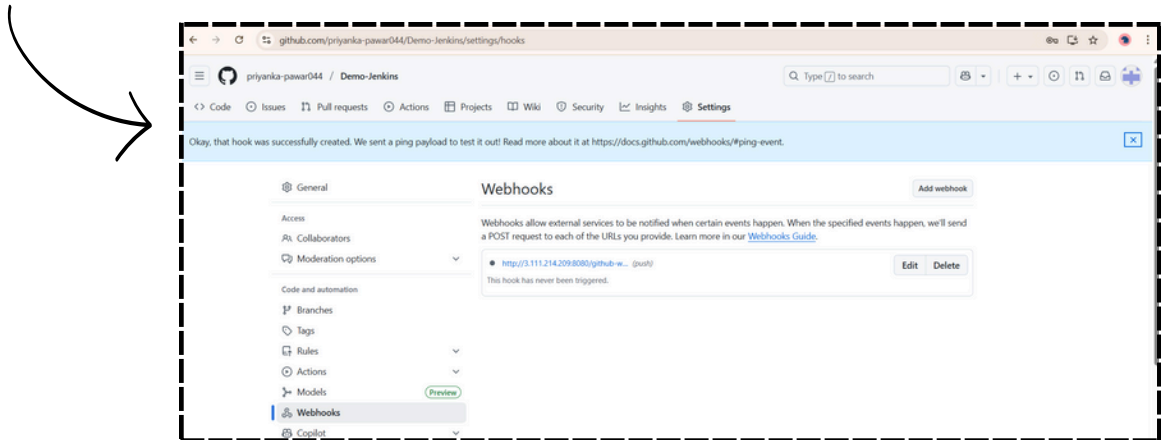 github.com/priyanka-pawar044/Demo-Jenkins/settings/hooks
priyanka-pawar044 / Demo-Jenkins
Type / to search
Code Issues Pull requests Actions Projects Wiki Security Insights Settings
Okay, that hook was successfully created. We sent a ping payload to test it out! Read more about it at https://docs.github.com/webhooks/#ping-event.
General
Access
Collaborators
Moderation options
Code and automation
Branches
Tags
Rules
Actions
Models Preview
Webhooks
Copilot
Webhooks
Add webhook
Webhooks allow external services to be notified when certain events happen. When the specified events happen, we'll send
a POST request to each of the URLs you provide. Learn more in our Webhooks Guide.
http://3.111.214.209:8080/github-w... (push)
Edit Delete
This hook has never been triggered.